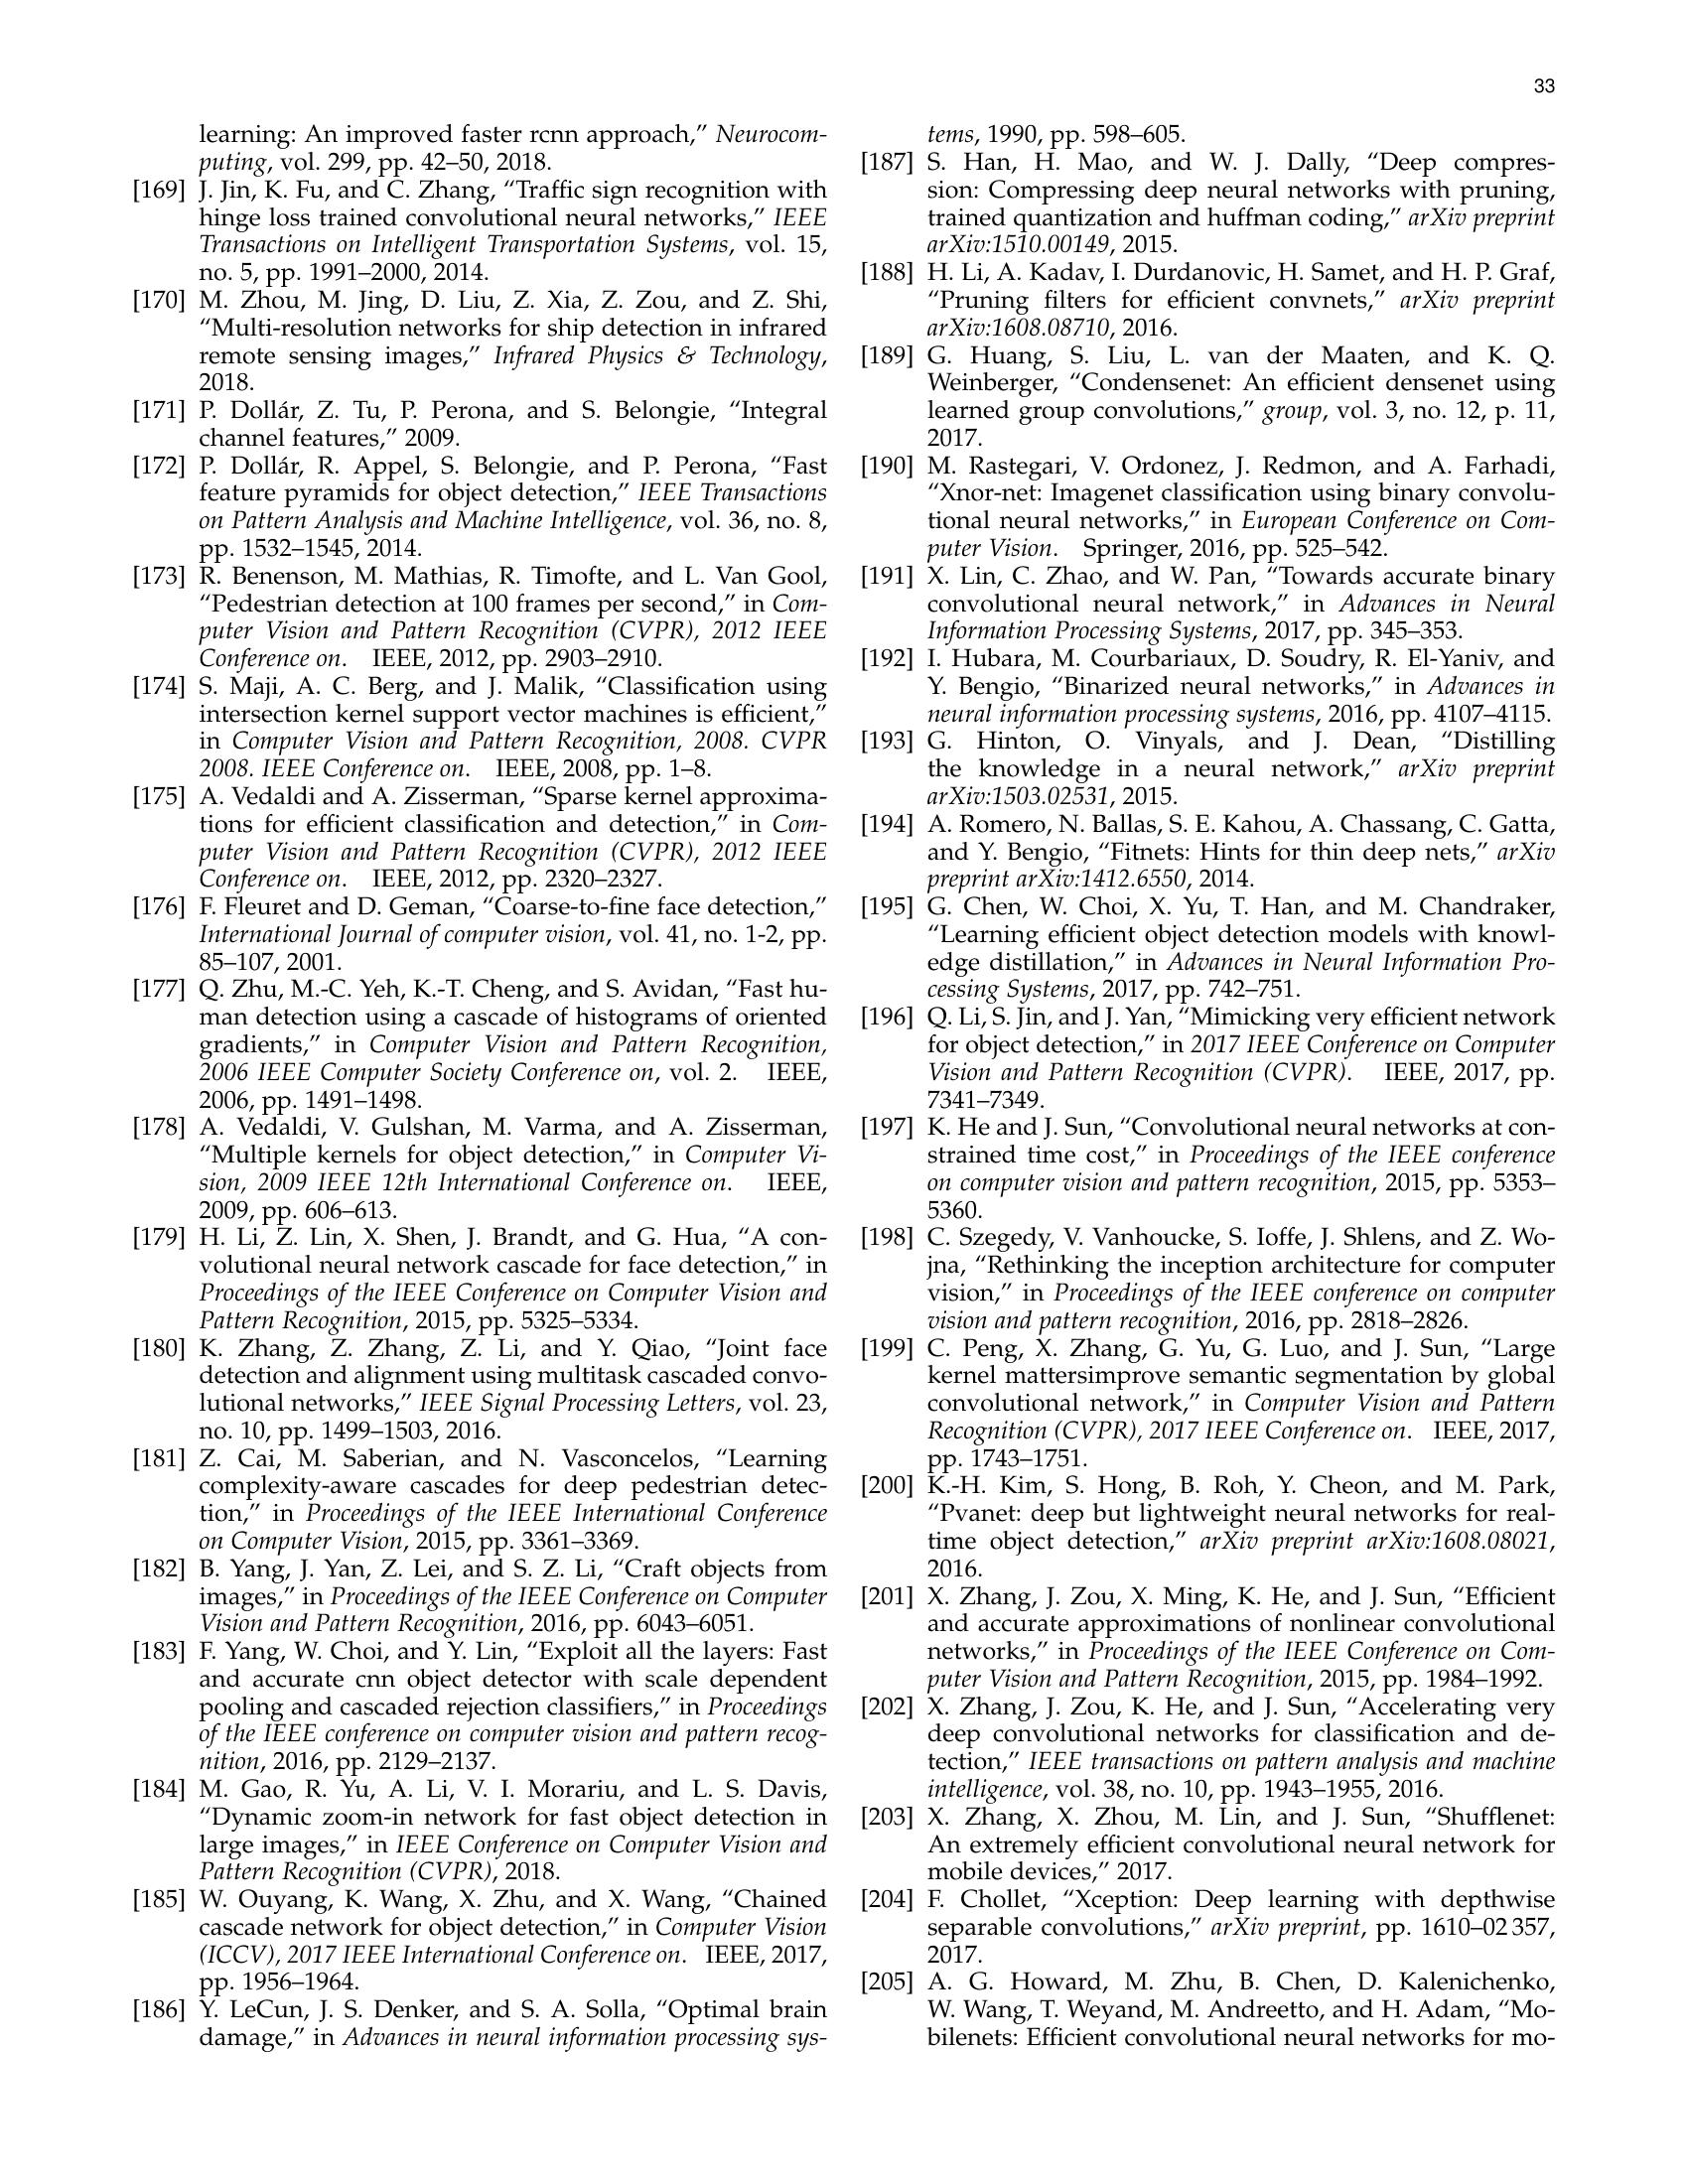 33
learning: An improved faster rcnn approach,” Neurocom-
puting, vol. 299, pp. 42–50, 2018.
[169] J. Jin, K. Fu, and C. Zhang, “Traffic sign recognition with
hinge loss trained convolutional neural networks,” IEEE
Transactions on Intelligent Transportation Systems, vol. 15,
no. 5, pp. 1991–2000, 2014.
[170] M. Zhou, M. Jing, D. Liu, Z. Xia, Z. Zou, and Z. Shi,
“Multi-resolution networks for ship detection in infrared
remote sensing images,” Infrared Physics & Technology,
2018.
[171] P. Dollár, Z. Tu, P. Perona, and S. Belongie, “Integral
channel features,” 2009.
[172] P. Dollár, R. Appel, S. Belongie, and P. Perona, “Fast
feature pyramids for object detection,” IEEE Transactions
on Pattern Analysis and Machine Intelligence, vol. 36, no. 8,
pp. 1532–1545, 2014.
[173] R. Benenson, M. Mathias, R. Timofte, and L. Van Gool,
“Pedestrian detection at 100 frames per second,” in Com-
puter Vision and Pattern Recognition (CVPR), 2012 IEEE
Conference on. IEEE, 2012, pp. 2903–2910.
[174] S. Maji, A. C. Berg, and J. Malik, “Classification using
intersection kernel support vector machines is efficient,”
in Computer Vision and Pattern Recognition, 2008. CVPR
2008. IEEE Conference on. IEEE, 2008, pp. 1–8.
[175] A. Vedaldi and A. Zisserman, “Sparse kernel approxima-
tions for efficient classification and detection,” in Com-
puter Vision and Pattern Recognition (CVPR), 2012 IEEE
Conference on. IEEE, 2012, pp. 2320–2327.
[176] F. Fleuret and D. Geman, “Coarse-to-fine face detection,”
International Journal of computer vision, vol. 41, no. 1-2, pp.
85–107, 2001.
[177] Q. Zhu, M.-C. Yeh, K.-T. Cheng, and S. Avidan, “Fast hu-
man detection using a cascade of histograms of oriented
gradients,” in Computer Vision and Pattern Recognition,
2006 IEEE Computer Society Conference on, vol. 2. IEEE,
2006, pp. 1491–1498.
[178] A. Vedaldi, V. Gulshan, M. Varma, and A. Zisserman,
“Multiple kernels for object detection,” in Computer Vi-
sion, 2009 IEEE 12th International Conference on. IEEE,
2009, pp. 606–613.
[179] H. Li, Z. Lin, X. Shen, J. Brandt, and G. Hua, “A con-
volutional neural network cascade for face detection,” in
Proceedings of the IEEE Conference on Computer Vision and
Pattern Recognition, 2015, pp. 5325–5334.
[180] K. Zhang, Z. Zhang, Z. Li, and Y. Qiao, “Joint face
detection and alignment using multitask cascaded convo-
lutional networks,” IEEE Signal Processing Letters, vol. 23,
no. 10, pp. 1499–1503, 2016.
[181] Z. Cai, M. Saberian, and N. Vasconcelos, “Learning
complexity-aware cascades for deep pedestrian detec-
tion,” in Proceedings of the IEEE International Conference
on Computer Vision, 2015, pp. 3361–3369.
[182] B. Yang, J. Yan, Z. Lei, and S. Z. Li, “Craft objects from
images,” in Proceedings of the IEEE Conference on Computer
Vision and Pattern Recognition, 2016, pp. 6043–6051.
[183] F. Yang, W. Choi, and Y. Lin, “Exploit all the layers: Fast
and accurate cnn object detector with scale dependent
pooling and cascaded rejection classifiers,” in Proceedings
of the IEEE conference on computer vision and pattern recog-
nition, 2016, pp. 2129–2137.
[184] M. Gao, R. Yu, A. Li, V. I. Morariu, and L. S. Davis,
“Dynamic zoom-in network for fast object detection in
large images,” in IEEE Conference on Computer Vision and
Pattern Recognition (CVPR), 2018.
[185] W. Ouyang, K. Wang, X. Zhu, and X. Wang, “Chained
cascade network for object detection,” in Computer Vision
(ICCV), 2017 IEEE International Conference on. IEEE, 2017,
pp. 1956–1964.
[186] Y. LeCun, J. S. Denker, and S. A. Solla, “Optimal brain
damage,” in Advances in neural information processing sys-
tems, 1990, pp. 598–605.
[187] S. Han, H. Mao, and W. J. Dally, “Deep compres-
sion: Compressing deep neural networks with pruning,
trained quantization and huffman coding,” arXiv preprint
arXiv:1510.00149, 2015.
[188] H. Li, A. Kadav, I. Durdanovic, H. Samet, and H. P. Graf,
“Pruning filters for efficient convnets,” arXiv preprint
arXiv:1608.08710, 2016.
[189] G. Huang, S. Liu, L. van der Maaten, and K. Q.
Weinberger, “Condensenet: An efficient densenet using
learned group convolutions,” group, vol. 3, no. 12, p. 11,
2017.
[190] M. Rastegari, V. Ordonez, J. Redmon, and A. Farhadi,
“Xnor-net: Imagenet classification using binary convolu-
tional neural networks,” in European Conference on Com-
puter Vision. Springer, 2016, pp. 525–542.
[191] X. Lin, C. Zhao, and W. Pan, “Towards accurate binary
convolutional neural network,” in Advances in Neural
Information Processing Systems, 2017, pp. 345–353.
[192] I. Hubara, M. Courbariaux, D. Soudry, R. El-Yaniv, and
Y. Bengio, “Binarized neural networks,” in Advances in
neural information processing systems, 2016, pp. 4107–4115.
[193] G. Hinton, O. Vinyals, and J. Dean, “Distilling
the knowledge in a neural network,” arXiv preprint
arXiv:1503.02531, 2015.
[194] A. Romero, N. Ballas, S. E. Kahou, A. Chassang, C. Gatta,
and Y. Bengio, “Fitnets: Hints for thin deep nets,” arXiv
preprint arXiv:1412.6550, 2014.
[195] G. Chen, W. Choi, X. Yu, T. Han, and M. Chandraker,
“Learning efficient object detection models with knowl-
edge distillation,” in Advances in Neural Information Pro-
cessing Systems, 2017, pp. 742–751.
[196] Q. Li, S. Jin, and J. Yan, “Mimicking very efficient network
for object detection,” in 2017 IEEE Conference on Computer
Vision and Pattern Recognition (CVPR). IEEE, 2017, pp.
7341–7349.
[197] K. He and J. Sun, “Convolutional neural networks at con-
strained time cost,” in Proceedings of the IEEE conference
on computer vision and pattern recognition, 2015, pp. 5353–
5360.
[198] C. Szegedy, V. Vanhoucke, S. Ioffe, J. Shlens, and Z. Wo-
jna, “Rethinking the inception architecture for computer
vision,” in Proceedings of the IEEE conference on computer
vision and pattern recognition, 2016, pp. 2818–2826.
[199] C. Peng, X. Zhang, G. Yu, G. Luo, and J. Sun, “Large
kernel mattersimprove semantic segmentation by global
convolutional network,” in Computer Vision and Pattern
Recognition (CVPR), 2017 IEEE Conference on. IEEE, 2017,
pp. 1743–1751.
[200] K.-H. Kim, S. Hong, B. Roh, Y. Cheon, and M. Park,
“Pvanet: deep but lightweight neural networks for real-
time object detection,” arXiv preprint arXiv:1608.08021,
2016.
[201] X. Zhang, J. Zou, X. Ming, K. He, and J. Sun, “Efficient
and accurate approximations of nonlinear convolutional
networks,” in Proceedings of the IEEE Conference on Com-
puter Vision and Pattern Recognition, 2015, pp. 1984–1992.
[202] X. Zhang, J. Zou, K. He, and J. Sun, “Accelerating very
deep convolutional networks for classification and de-
tection,” IEEE transactions on pattern analysis and machine
intelligence, vol. 38, no. 10, pp. 1943–1955, 2016.
[203] X. Zhang, X. Zhou, M. Lin, and J. Sun, “Shufflenet:
An extremely efficient convolutional neural network for
mobile devices,” 2017.
[204] F. Chollet, “Xception: Deep learning with depthwise
separable convolutions,” arXiv preprint, pp. 1610–02 357,
2017.
[205] A. G. Howard, M. Zhu, B. Chen, D. Kalenichenko,
W. Wang, T. Weyand, M. Andreetto, and H. Adam, “Mo-
bilenets: Efficient convolutional neural networks for mo-